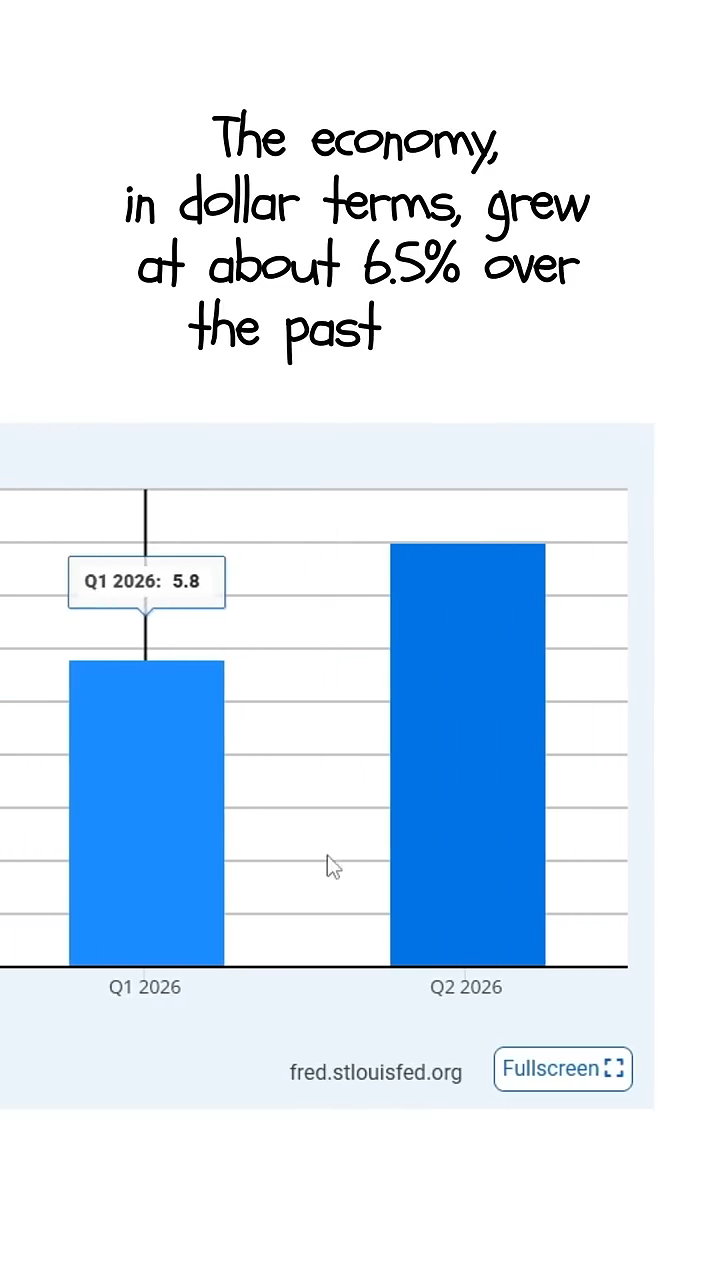 The economy,
in dollar terms, grew
at about 6.5% over
the past
Q1 2026: 5.8
Q1 2026
Q2 2026
fred.stlouisfed.org
Fullscreen